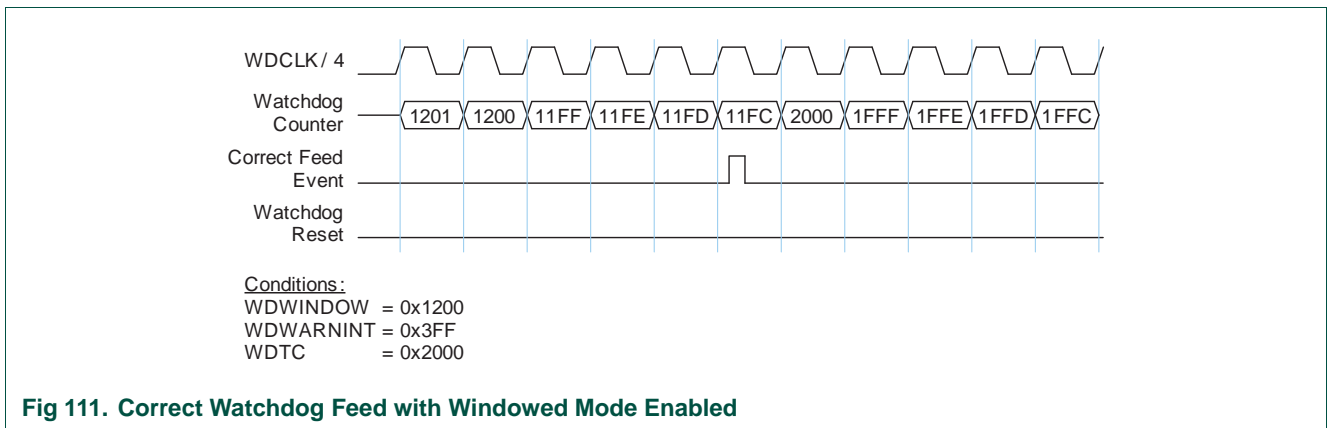 WDCLK / 4
Watchdog
Counter
1201 1200 11FF 11FE 11FD 11FC 2000 1FFF 1FFE 1FFD 1FFC
Correct Feed
Event
Watchdog
Reset
Conditions:
WDWINDOW = 0x1200
WDWARNINT = 0x3FF
WDTC = 0x2000
Fig 111. Correct Watchdog Feed with Windowed Mode Enabled